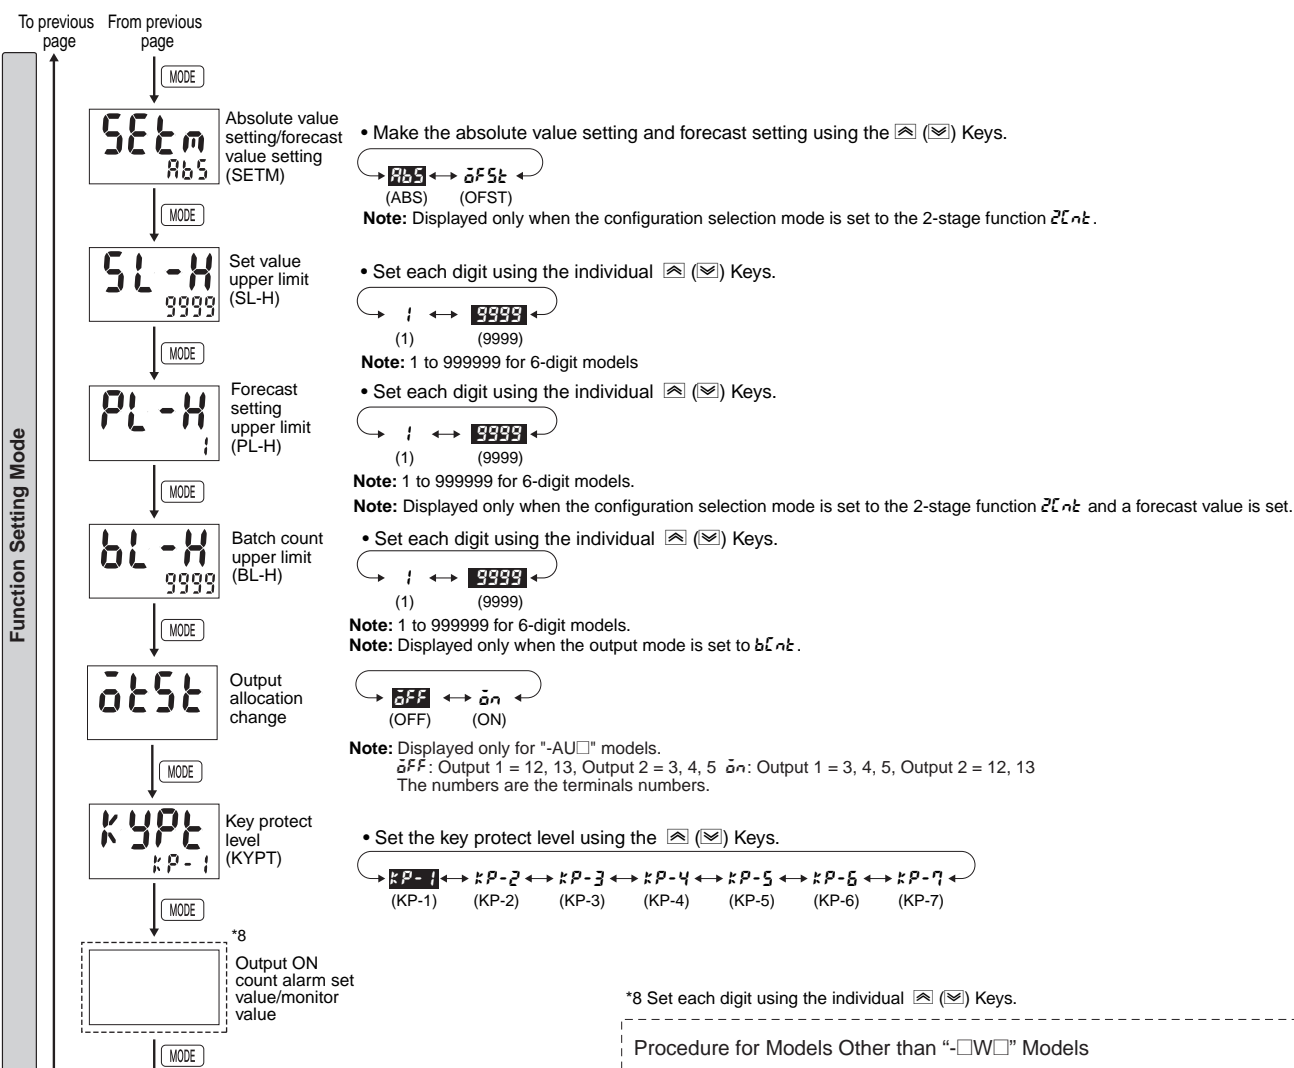 To previous page
From previous page
MODE
SEtm
AbS
Absolute value
setting/forecast
value setting
(SETM)
• Make the absolute value setting and forecast setting using the (  ) Keys.
AbS oFSt
(ABS) (OFST)
Note: Displayed only when the configuration selection mode is set to the 2-stage function 2Cnt.
MODE
SL-H
9999
Set value
upper limit
(SL-H)
• Set each digit using the individual (  ) Keys.
1 9999
(1) (9999)
Note: 1 to 999999 for 6-digit models
MODE
PL-H
1
Forecast
setting
upper limit
(PL-H)
• Set each digit using the individual (  ) Keys.
1 9999
(1) (9999)
Note: 1 to 999999 for 6-digit models.
Note: Displayed only when the configuration selection mode is set to the 2-stage function 2Cnt and a forecast value is set.
MODE
bL-H
9999
Batch count
upper limit
(BL-H)
• Set each digit using the individual (  ) Keys.
1 9999
(1) (9999)
Note: 1 to 999999 for 6-digit models.
Note: Displayed only when the output mode is set to bCnt.
MODE
otSt
Output
allocation
change
oFF on
(OFF) (ON)
Note: Displayed only for "-AU□" models.
oFF: Output 1 = 12, 13, Output 2 = 3, 4, 5 on: Output 1 = 3, 4, 5, Output 2 = 12, 13
The numbers are the terminals numbers.
MODE
KYPt
KP-1
Key protect
level
(KYPT)
• Set the key protect level using the (  ) Keys.
KP-1 KP-2 KP-3 KP-4 KP-5 KP-6 KP-7
(KP-1) (KP-2) (KP-3) (KP-4) (KP-5) (KP-6) (KP-7)
MODE
*8
Output ON
count alarm set
value/monitor
value
*8 Set each digit using the individual (  ) Keys.
Procedure for Models Other than “-□W□” Models
MODE
Function Setting Mode